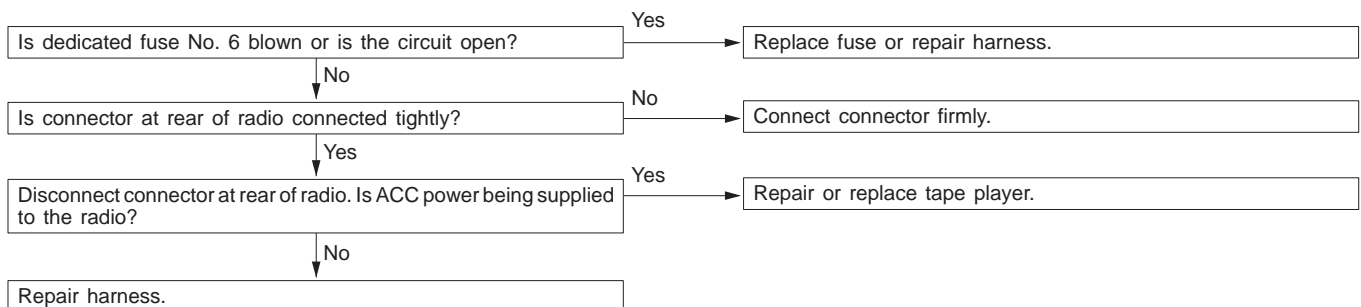 Yes
Is dedicated fuse No. 6 blown or is the circuit open?
Replace fuse or repair harness.
No
No
Is connector at rear of radio connected tightly?
Connect connector firmly.
Yes
Yes
Disconnect connector at rear of radio. Is ACC power being supplied
to the radio?
Repair or replace tape player.
No
Repair harness.